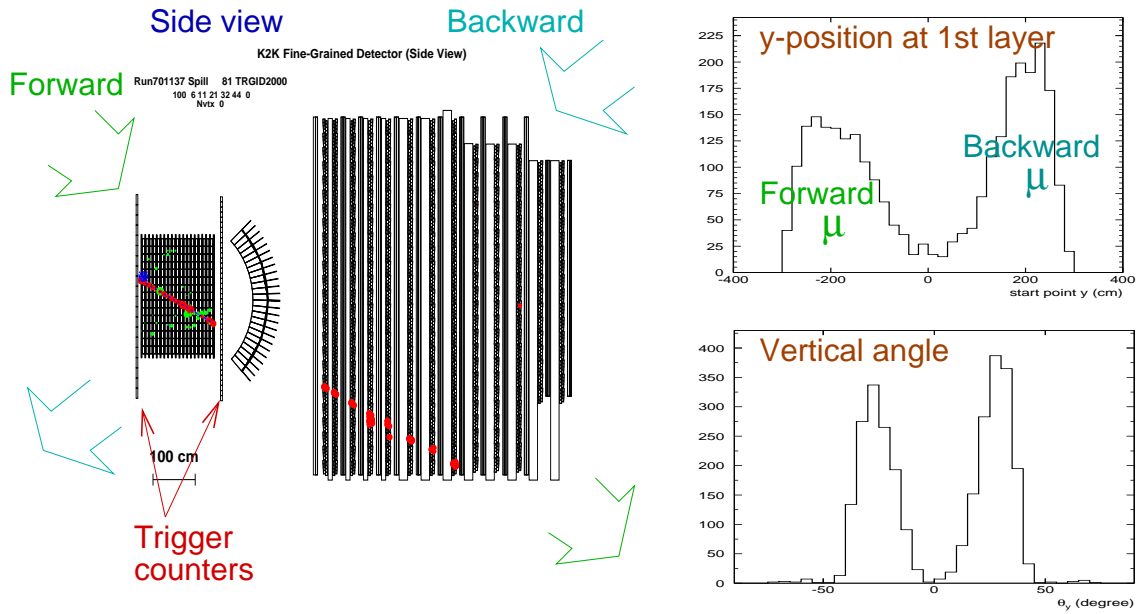 Side view
Backward
K2K Fine-Grained Detector (Side View)
Run701137 Spill 81 TRGID2000
100 6 11 21 32 44 0
Nvtx 0
Forward
100 cm
Trigger
counters
y-position at 1st layer
225
200
175
150
125
100
75
50
25
0
Forward
μ
Backward
μ
-400 -200 0 200 400
start point y (cm)
Vertical angle
400
350
300
250
200
150
100
50
0
-50 0 50
θy (degree)